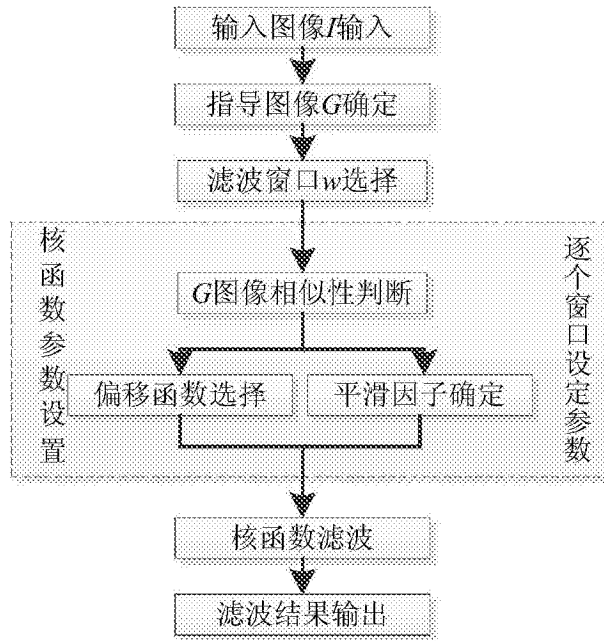 输入图像I输入
指导图像G确定
滤波窗口w选择
核函数参数设置
逐个窗口设定参数
G图像相似性判断
偏移函数选择
平滑因子确定
核函数滤波
滤波结果输出